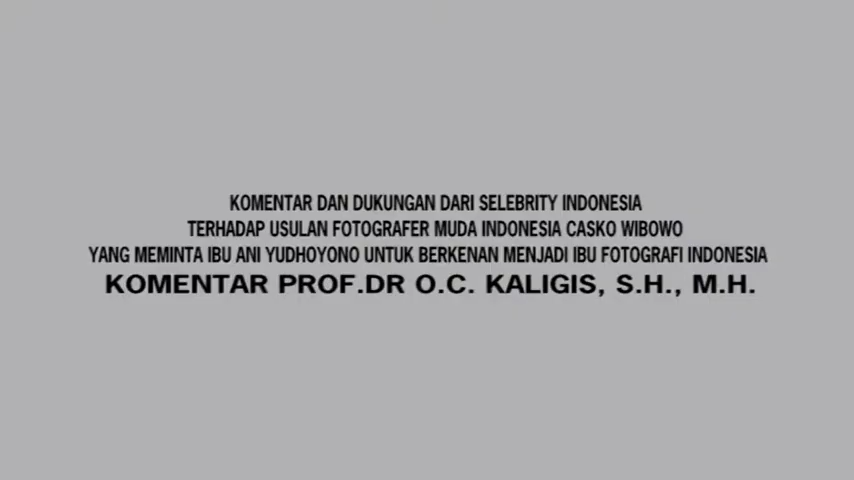 KOMENTAR DAN DUKUNGAN DARI SELEBRITY INDONESIA
TERHADAP USULAN FOTOGRAFER MUDA INDONESIA CASKO WIBOWO
YANG MEMINTA IBU ANI YUDHOYONO UNTUK BERKENAN MENJADI IBU FOTOGRAFI INDONESIA
KOMENTAR PROF.DR O.C. KALIGIS, S.H., M.H.